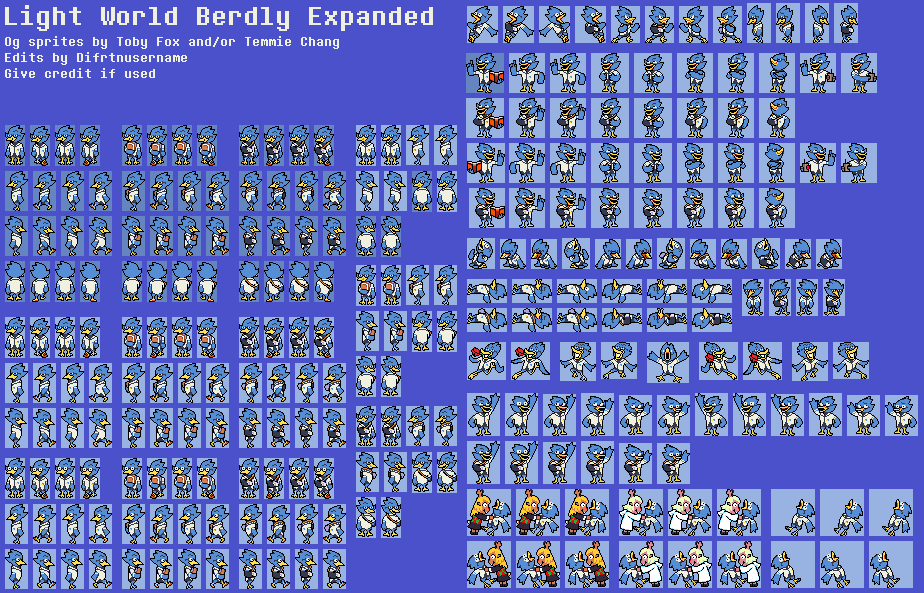 Light World Berdly Expanded
Og sprites by Toby Fox and/or Temmie Chang
Edits by Difrtnusername
Give credit if used